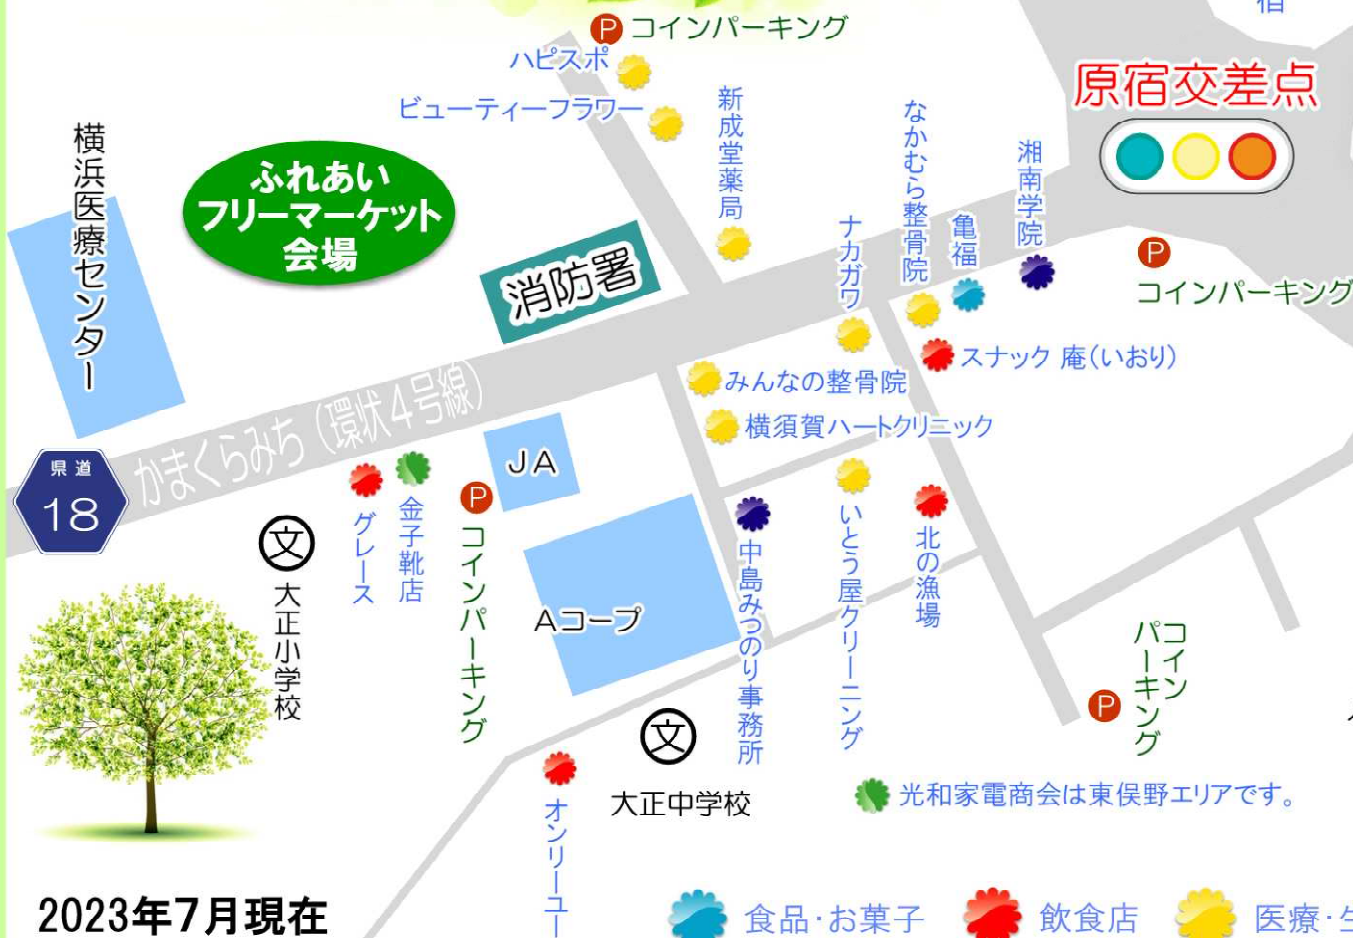 P コインパーキング
ハピスポ
ビューティーフラワー
新成堂薬局
なかむら整骨院
湘南学院
原宿交差点
横浜医療センター
ふれあい
フリーマーケット
会場
ナカガワ
亀福
消防署
P
コインパーキング
スナック 庵(いおり)
みんなの整骨院
横須賀ハートクリニック
かまくらみち(環状4号線)
県道
18
JA
グレース
金子靴店
P
コインパーキング
文
大正小学校
Aコープ
中島みつのり事務所
いとう屋クリーニング
北の漁場
P
コイン
パーキング
文
大正中学校
オンリーユー
光和家電商会は東俣野エリアです。
2023年7月現在
食品・お菓子
飲食店
医療・